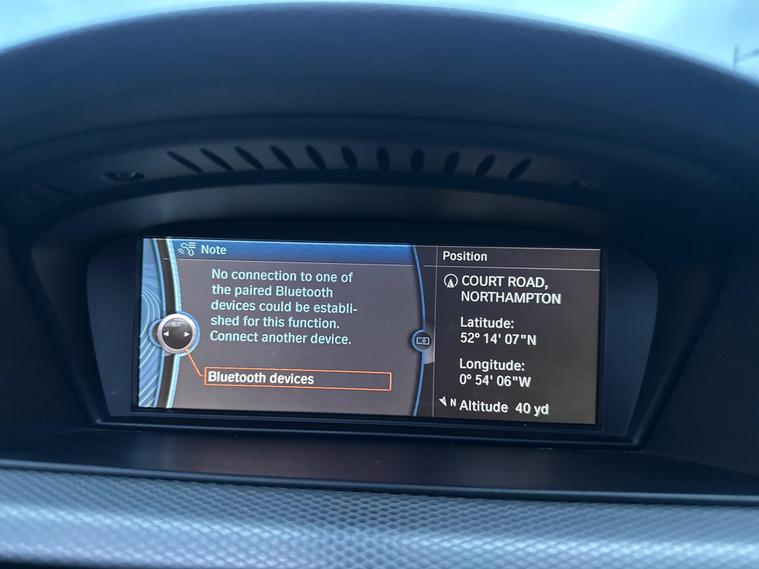 Note
No connection to one of
the paired Bluetooth
devices could be establi-
shed for this function.
Connect another device.
Bluetooth devices
Position
COURT ROAD,
NORTHAMPTON
Latitude:
52° 14' 07"N
Longitude:
0° 54' 06"W
N Altitude 40 yd